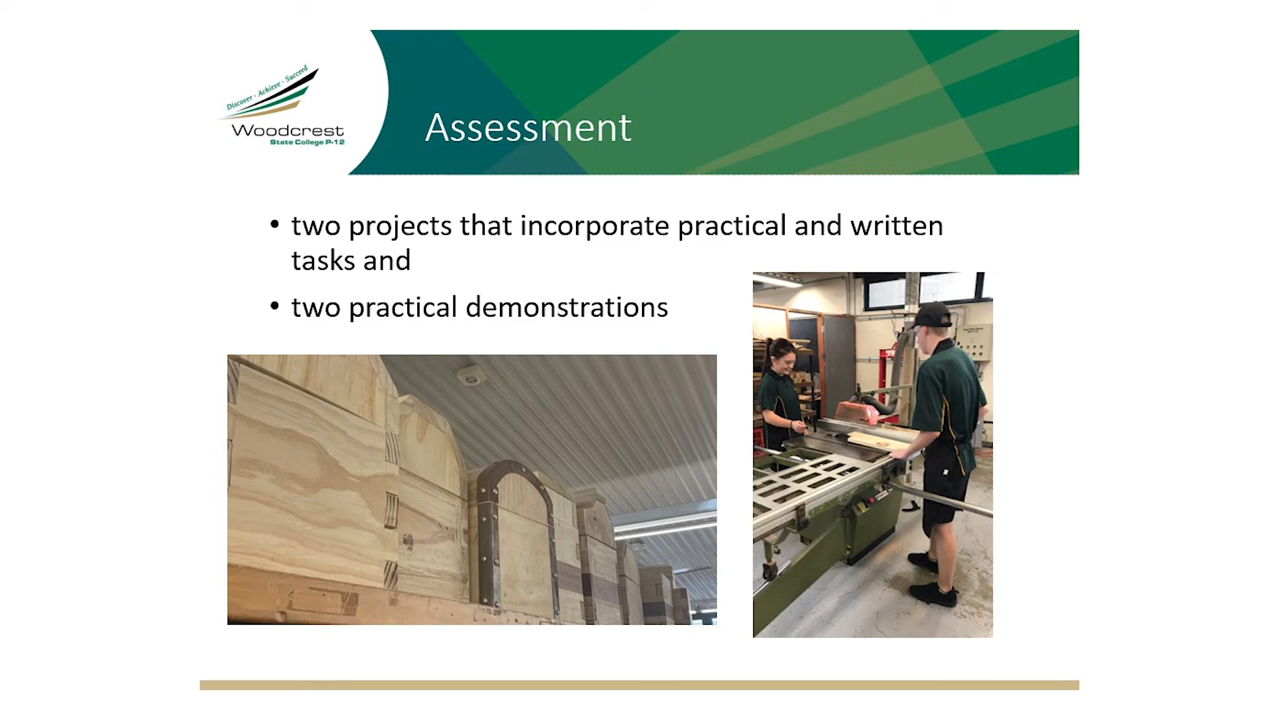 Discover · Achieve · Succeed
Woodcrest
State College P-12
Assessment
• two projects that incorporate practical and written
tasks and
• two practical demonstrations